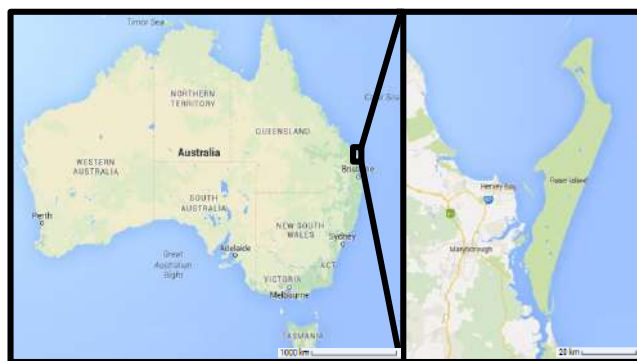 Timor Sea
NORTHERN
TERRITORY
QUEENSLAND
Australia
WESTERN
AUSTRALIA
Brisbane
SOUTH
AUSTRALIA
Perth
NEW SOUTH
WALES
Great
Australian
Bight
Adelaide
Sydney
ACT
VICTORIA
Melbourne
TASMANIA
1000 km
Hervey Bay
Fraser Island
Maryborough
20 km